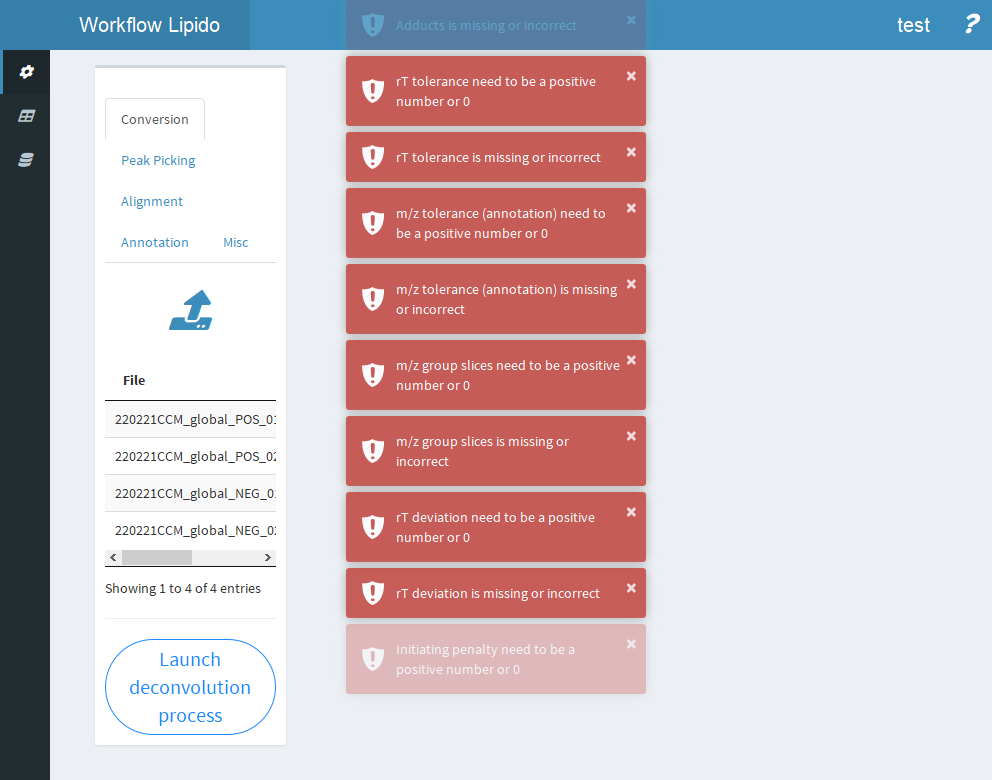 Workflow Lipido
test
?
Conversion
Peak Picking
Alignment
Annotation Misc
File
220221CCM_global_POS_01
220221CCM_global_POS_02
220221CCM_global_NEG_01
220221CCM_global_NEG_02
Showing 1 to 4 of 4 entries
Launch
deconvolution
process
Adducts is missing or incorrect ×
rT tolerance need to be a positive ×
number or 0
rT tolerance is missing or incorrect ×
m/z tolerance (annotation) need to ×
be a positive number or 0
m/z tolerance (annotation) is missing ×
or incorrect
m/z group slices need to be a positive ×
number or 0
m/z group slices is missing or ×
incorrect
rT deviation need to be a positive ×
number or 0
rT deviation is missing or incorrect ×
Initiating penalty need to be a ×
positive number or 0